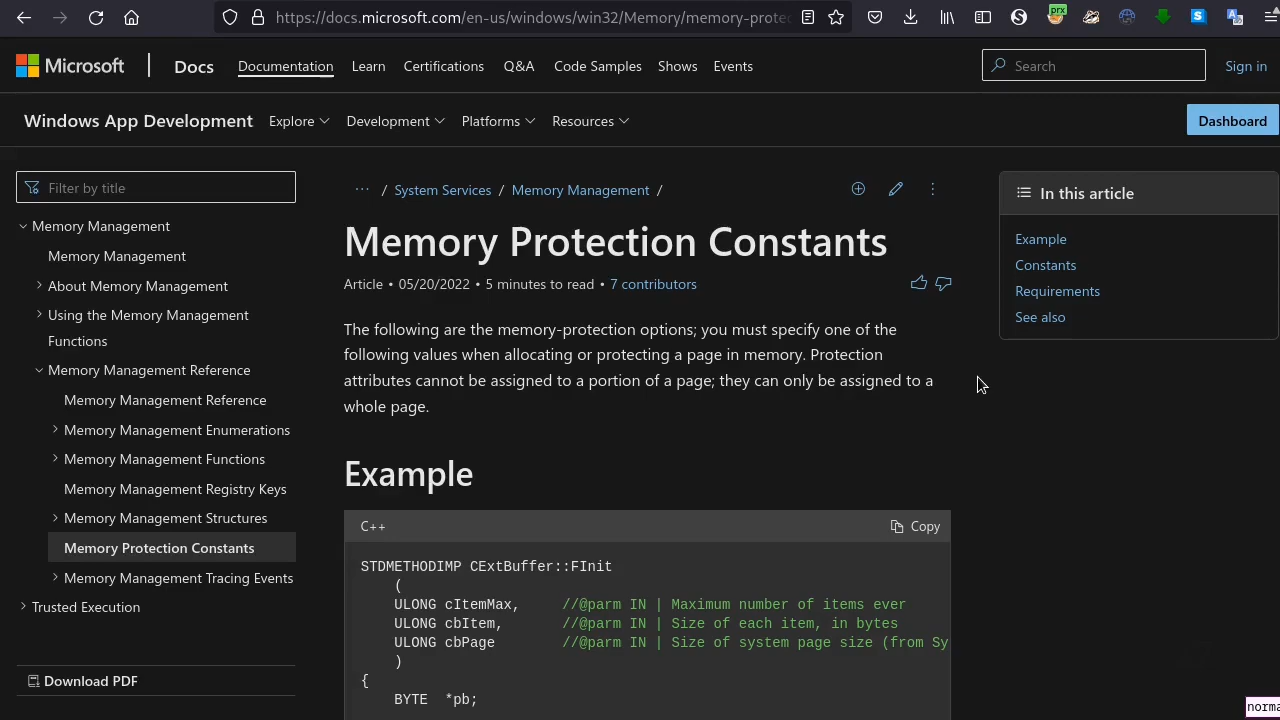 https://docs.microsoft.com/en-us/windows/win32/Memory/memory-prote
prx
Microsoft
Docs
Documentation
Learn
Certifications
Q&A
Code Samples
Shows
Events
Search
Sign in
Windows App Development
Explore
Development
Platforms
Resources
Dashboard
Filter by title
Memory Management
Memory Management
About Memory Management
Using the Memory Management
Functions
Memory Management Reference
Memory Management Reference
Memory Management Enumerations
Memory Management Functions
Memory Management Registry Keys
Memory Management Structures
Memory Protection Constants
Memory Management Tracing Events
Trusted Execution
Download PDF
··· / System Services / Memory Management /
Memory Protection Constants
Article • 05/20/2022 • 5 minutes to read • 7 contributors
The following are the memory-protection options; you must specify one of the
following values when allocating or protecting a page in memory. Protection
attributes cannot be assigned to a portion of a page; they can only be assigned to a
whole page.
Example
C++
Copy
STDMETHODIMP CExtBuffer::FInit
(
ULONG cItemMax, //@parm IN | Maximum number of items ever
ULONG cbItem, //@parm IN | Size of each item, in bytes
ULONG cbPage //@parm IN | Size of system page size (from Sy
)
{
BYTE *pb;
In this article
Example
Constants
Requirements
See also
norma